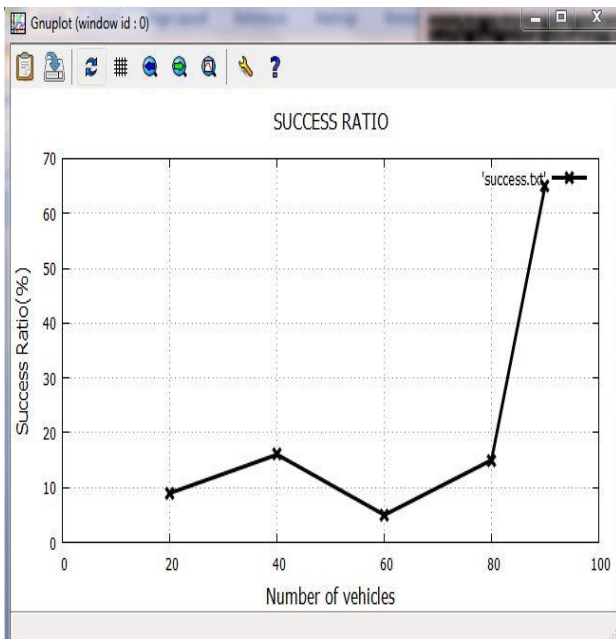 Gnuplot (window id : 0)
SUCCESS RATIO
'success.txt'
70
60
50
40
30
20
10
0
Success Ratio(%)
0 20 40 60 80 100
Number of vehicles